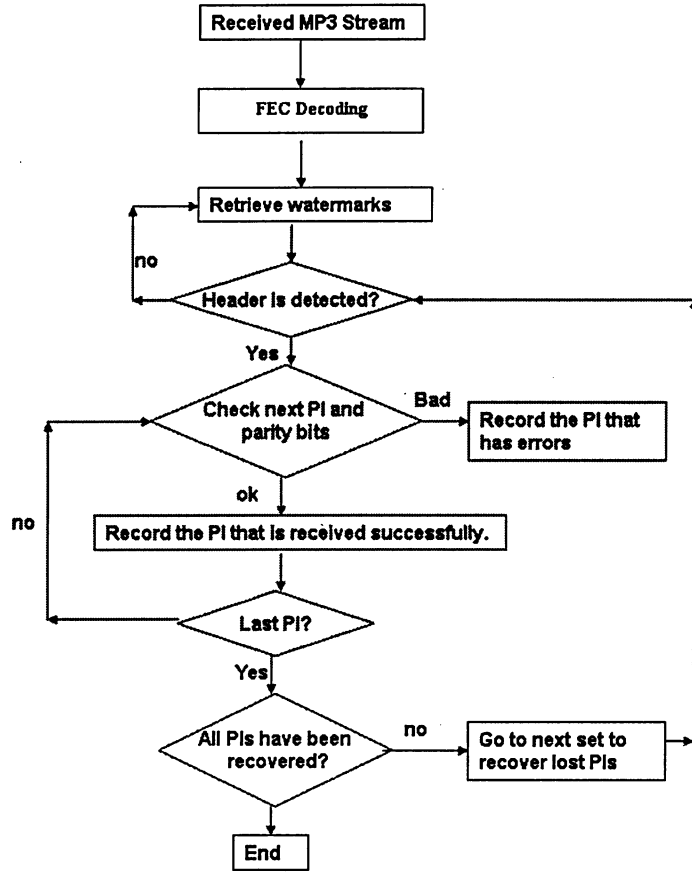 Received MP3 Stream
FEC Decoding
Retrieve watermarks
no
Header is detected?
Yes
Check next PI and
parity bits
Bad
Record the PI that
has errors
ok
no
Record the PI that is received successfully.
Last PI?
Yes
All PIs have been
recovered?
no
Go to next set to
recover lost PIs
End